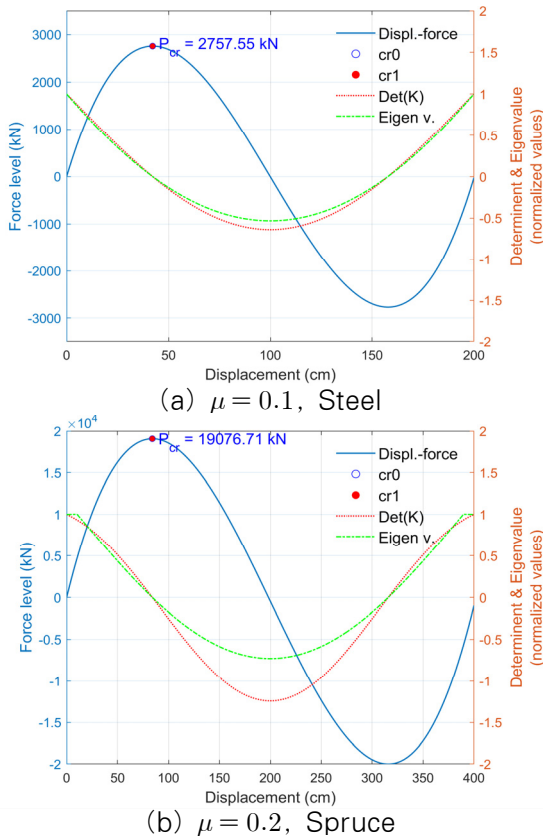 P_cr = 2757.55 kN
Displ.-force
cr0
cr1
Det(K)
Eigen v.
3000
2000
1000
0
-1000
-2000
-3000
Force level (kN)
2
1.5
1
0.5
0
-0.5
-1
-1.5
-2
Determinent & Eigenvalue
(normalized values)
0 50 100 150 200
Displacement (cm)
(a) μ = 0.1, Steel
×10^4
P_cr = 19076.71 kN
Displ.-force
cr0
cr1
Det(K)
Eigen v.
2
1.5
1
0.5
0
-0.5
-1
-1.5
-2
Force level (kN)
2
1.5
1
0.5
0
-0.5
-1
-1.5
-2
Determinent & Eigenvalue
(normalized values)
0 50 100 150 200 250 300 350 400
Displacement (cm)
(b) μ = 0.2, Spruce